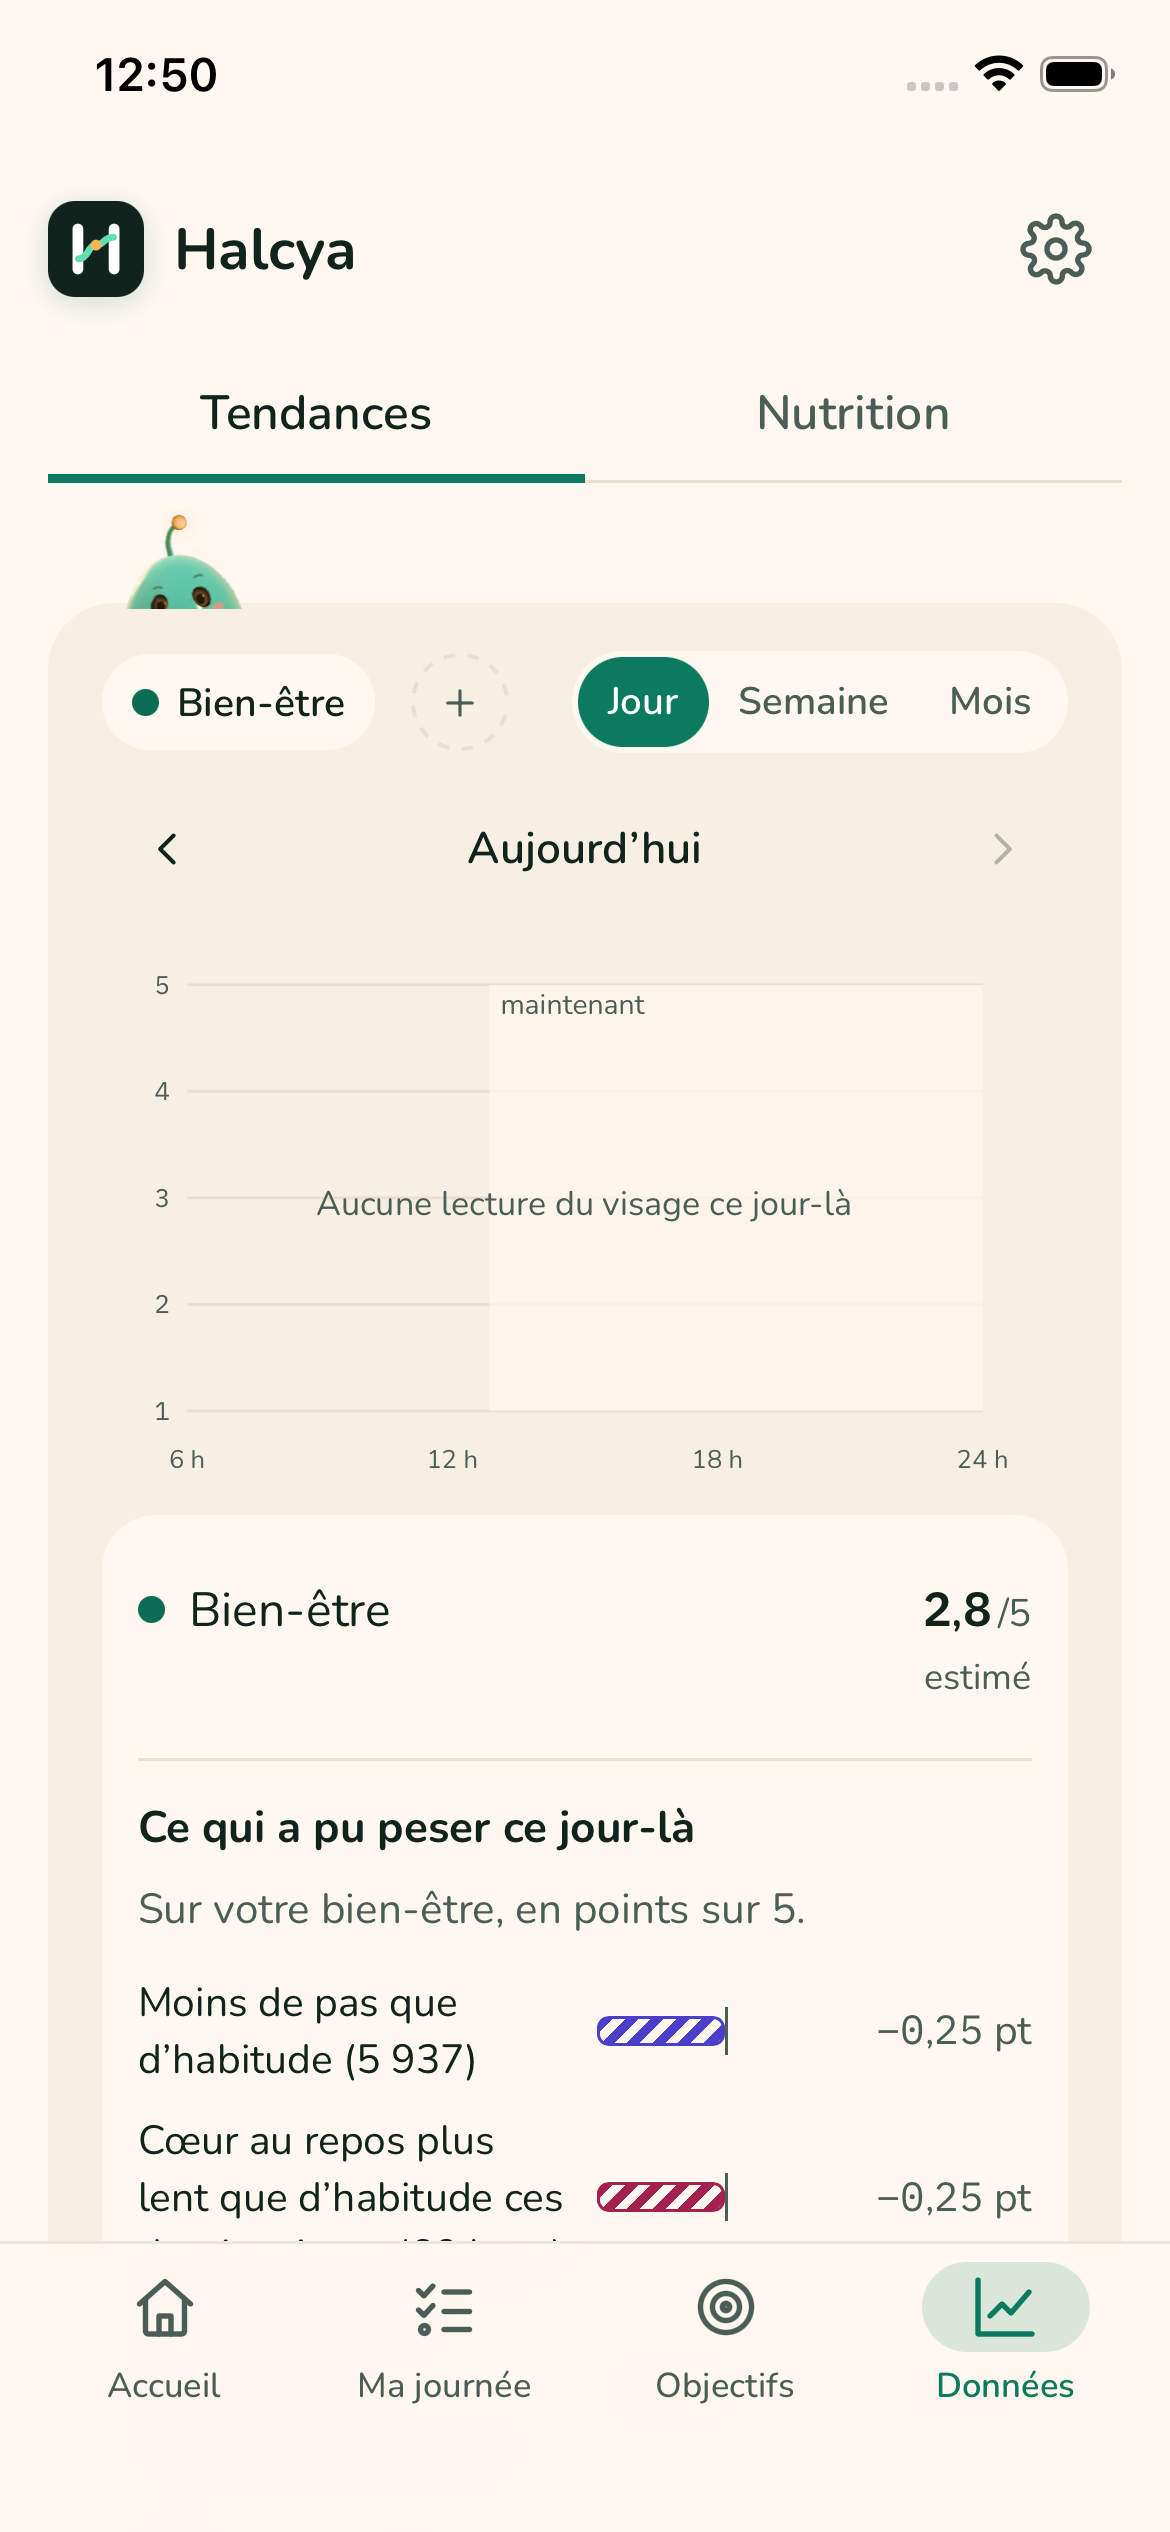 12:50
Halcya
Tendances
Nutrition
Bien-être
+
Jour
Semaine
Mois
Aujourd’hui
5
maintenant
4
3
Aucune lecture du visage ce jour-là
2
1
6 h
12 h
18 h
24 h
Bien-être
2,8 /5
estimé
Ce qui a pu peser ce jour-là
Sur votre bien-être, en points sur 5.
Moins de pas que
d’habitude (5 937)
−0,25 pt
Cœur au repos plus
lent que d’habitude ces
−0,25 pt
Accueil
Ma journée
Objectifs
Données